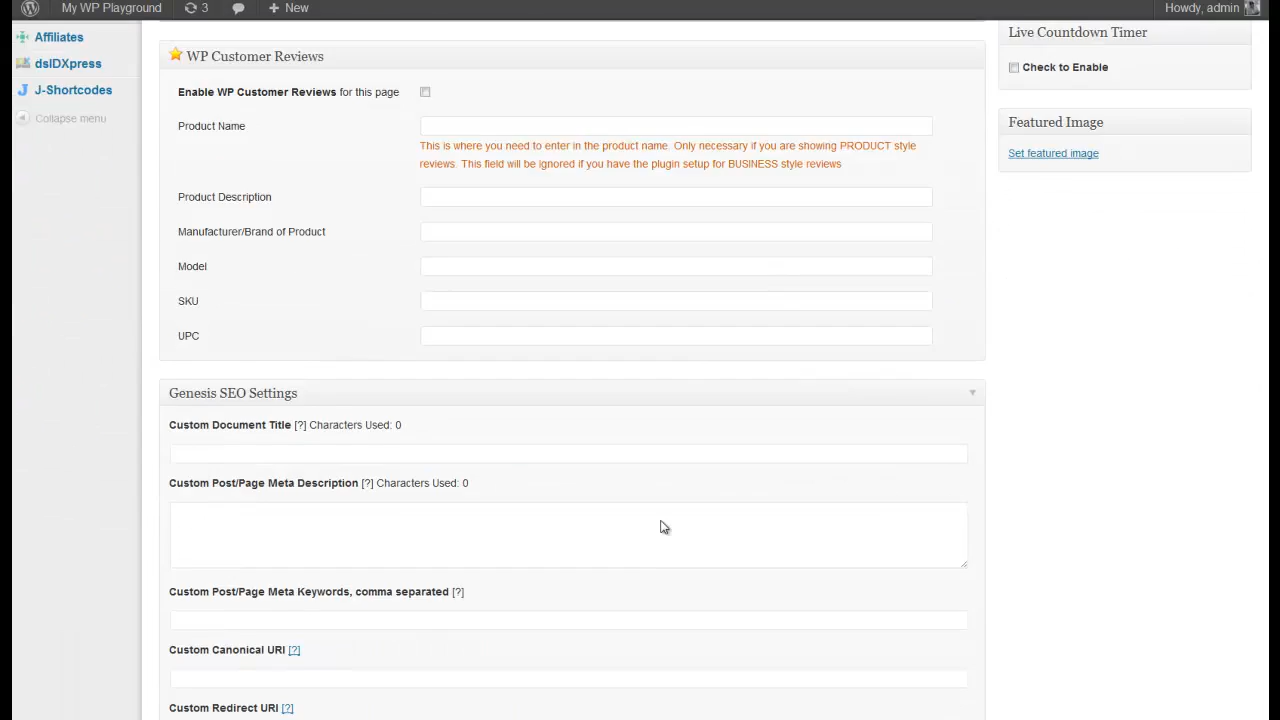 My WP Playground 3 + New Howdy, admin
Affiliates
dsIDXpress
J-Shortcodes
Collapse menu
WP Customer Reviews
Enable WP Customer Reviews for this page
Product Name
This is where you need to enter in the product name. Only necessary if you are showing PRODUCT style
reviews. This field will be ignored if you have the plugin setup for BUSINESS style reviews
Product Description
Manufacturer/Brand of Product
Model
SKU
UPC
Genesis SEO Settings
Custom Document Title [?] Characters Used: 0
Custom Post/Page Meta Description [?] Characters Used: 0
Custom Post/Page Meta Keywords, comma separated [?]
Custom Canonical URI [?]
Custom Redirect URI [?]
Live Countdown Timer
Check to Enable
Featured Image
Set featured image